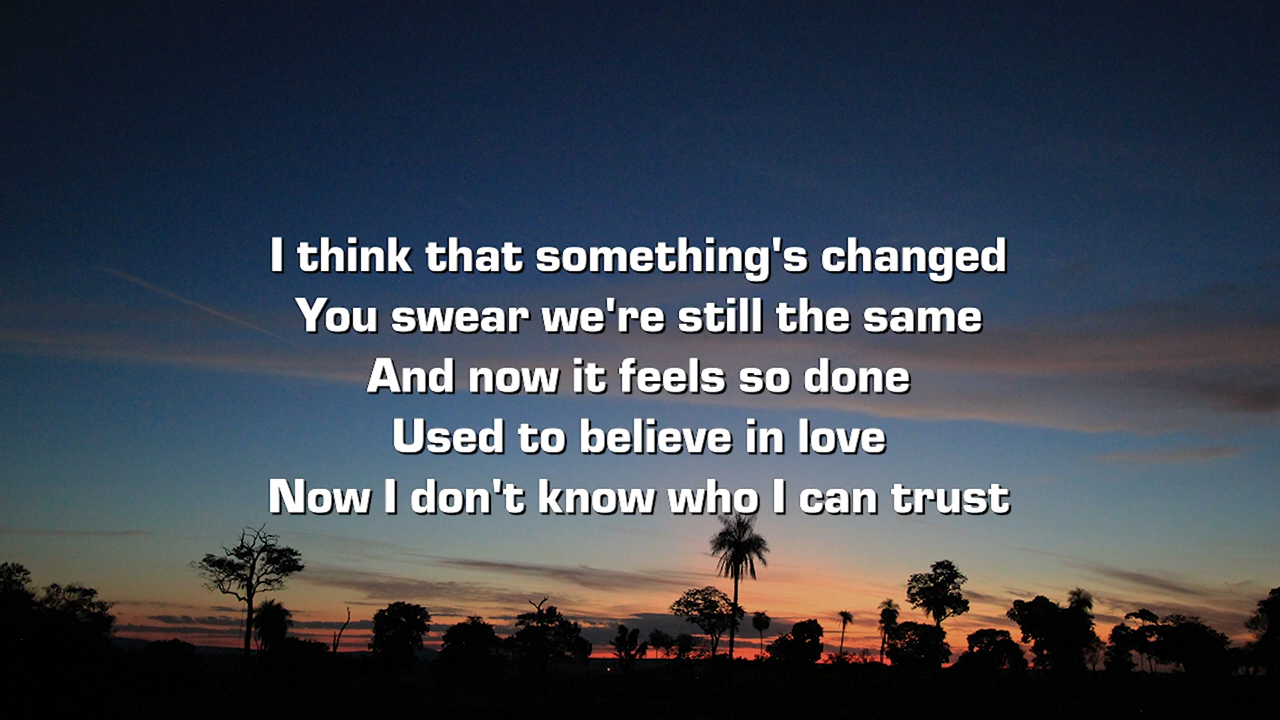 I think that something's changed
You swear we're still the same
And now it feels so done
Used to believe in love
Now I don't know who I can trust